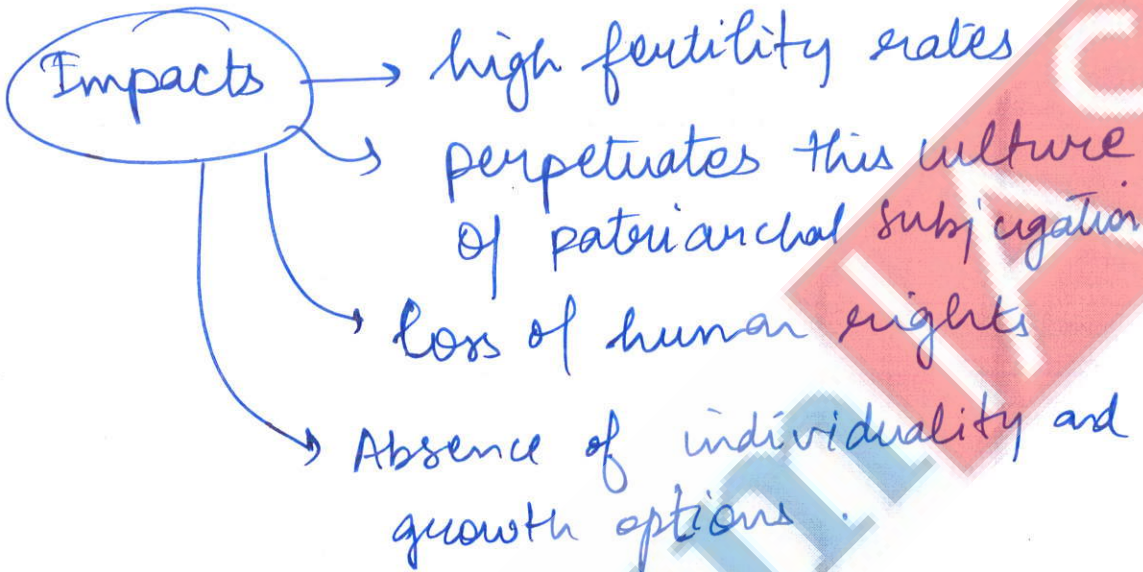 Impacts → high fertility rates
→ perpetuates this culture
of patriarchal subjugation
→ loss of human rights
→ Absence of individuality and
growth options.